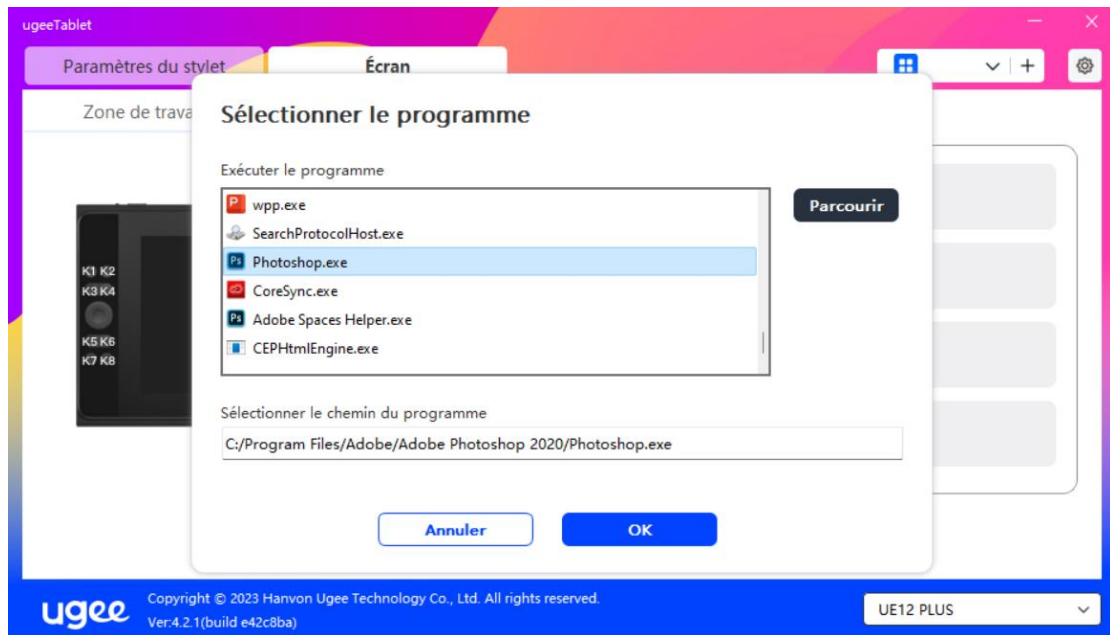 ugeeTablet
Paramètres du stylet
Écran
Zone de trava
Sélectionner le programme
Exécuter le programme
wpp.exe
SearchProtocolHost.exe
Photoshop.exe
CoreSync.exe
Adobe Spaces Helper.exe
CEPHtmlEngine.exe
Parcourir
K1 K2
K3 K4
K5 K6
K7 K8
Sélectionner le chemin du programme
C:/Program Files/Adobe/Adobe Photoshop 2020/Photoshop.exe
Annuler
OK
ugee
Copyright © 2023 Hanvon Ugee Technology Co., Ltd. All rights reserved.
Ver:4.2.1(build e42c8ba)
UE12 PLUS